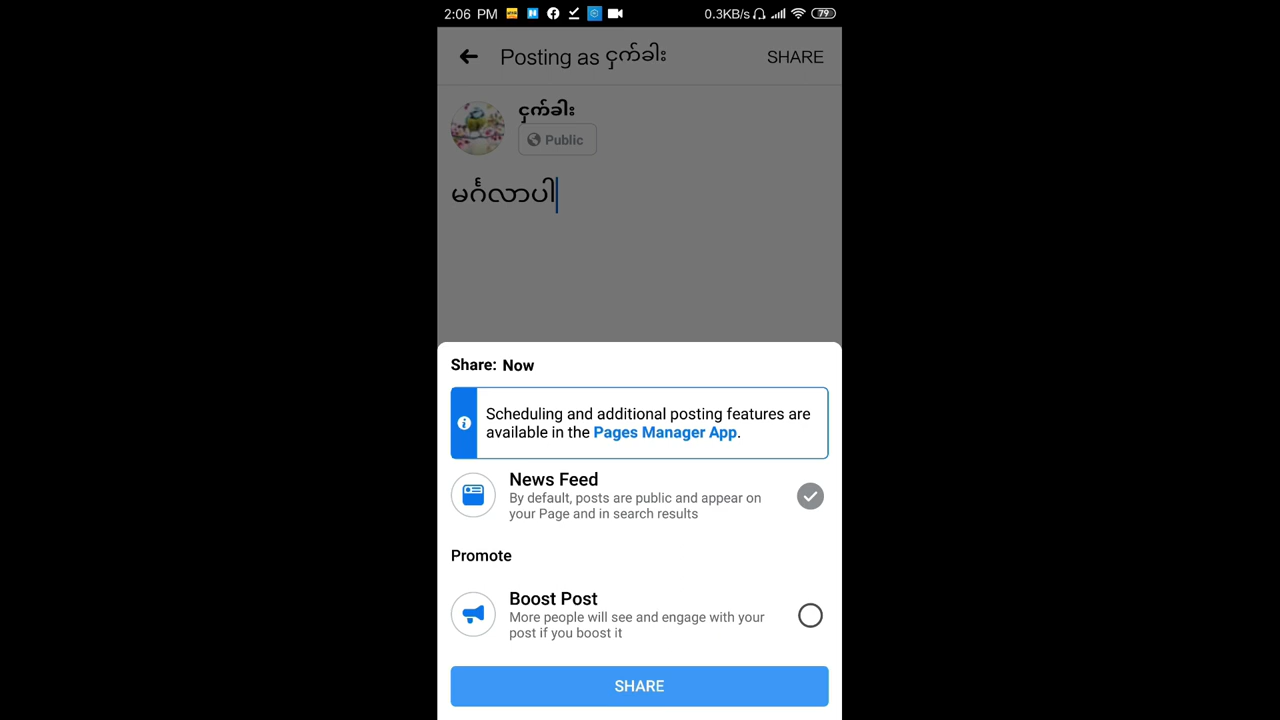 2:06 PM
0.3KB/s
79
Posting as ငှက်ခါး
SHARE
ငှက်ခါး
Public
မင်္ဂလာပါ
Share: Now
Scheduling and additional posting features are
available in the Pages Manager App.
News Feed
By default, posts are public and appear on
your Page and in search results
Promote
Boost Post
More people will see and engage with your
post if you boost it
SHARE